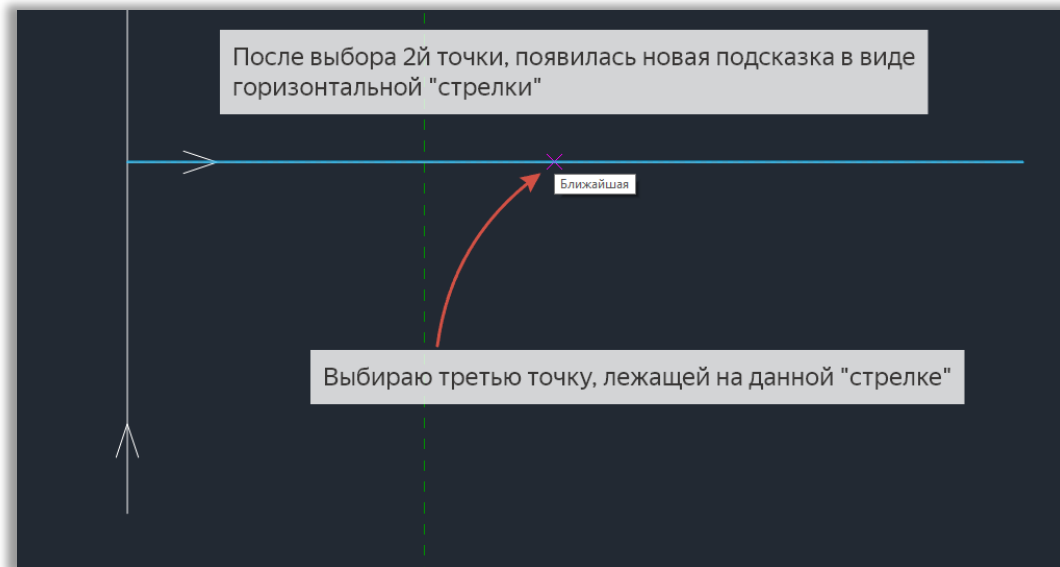 После выбора 2й точки, появилась новая подсказка в виде
горизонтальной "стрелки"
Ближайшая
Выбираю третью точку, лежащей на данной "стрелке"